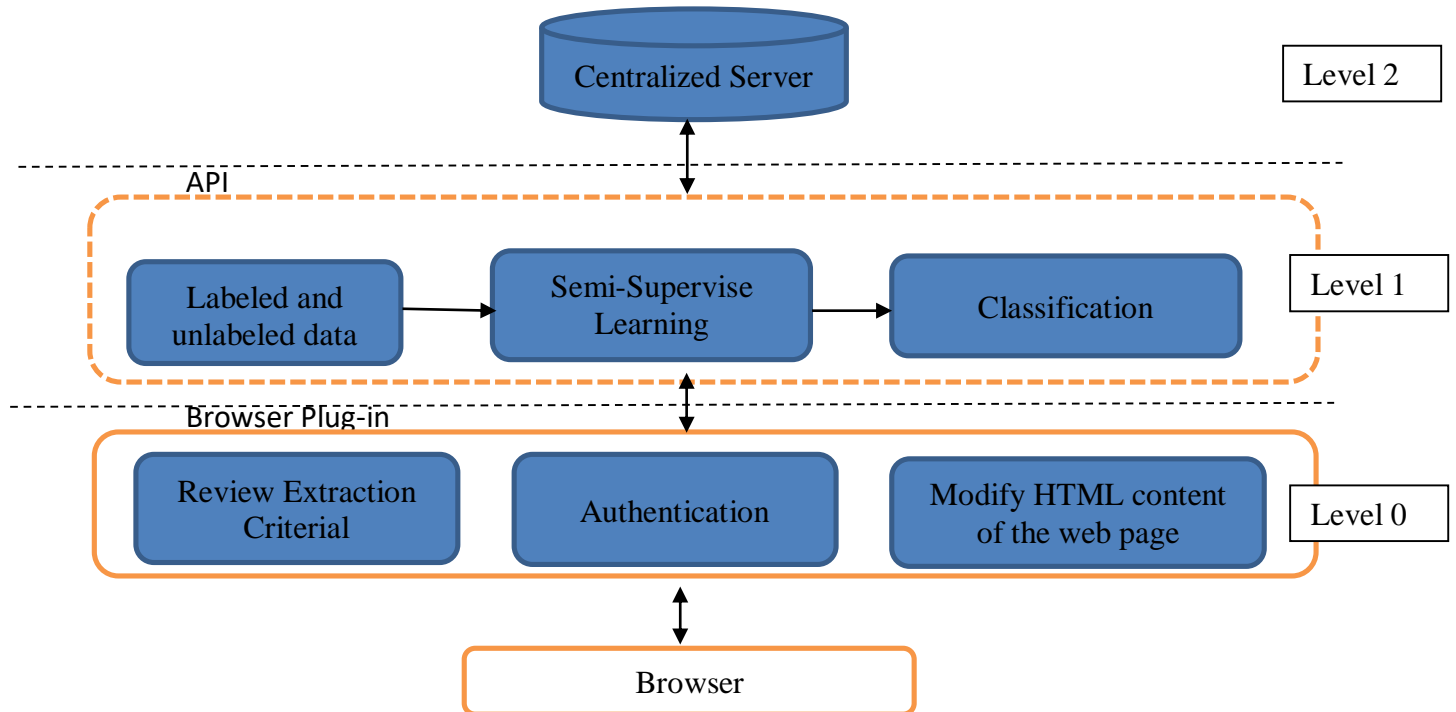 Centralized Server
Level 2
API
Labeled and
unlabeled data
Semi-Supervise
Learning
Classification
Level 1
Browser Plug-in
Review Extraction
Criterial
Authentication
Modify HTML content
of the web page
Level 0
Browser